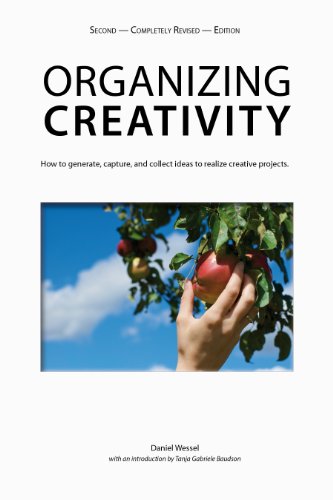 Second — Completely Revised — Edition
ORGANIZING
CREATIVITY
How to generate, capture, and collect ideas to realize creative projects.
Daniel Wessel
with an introduction by Tanja Gabriele Baudson